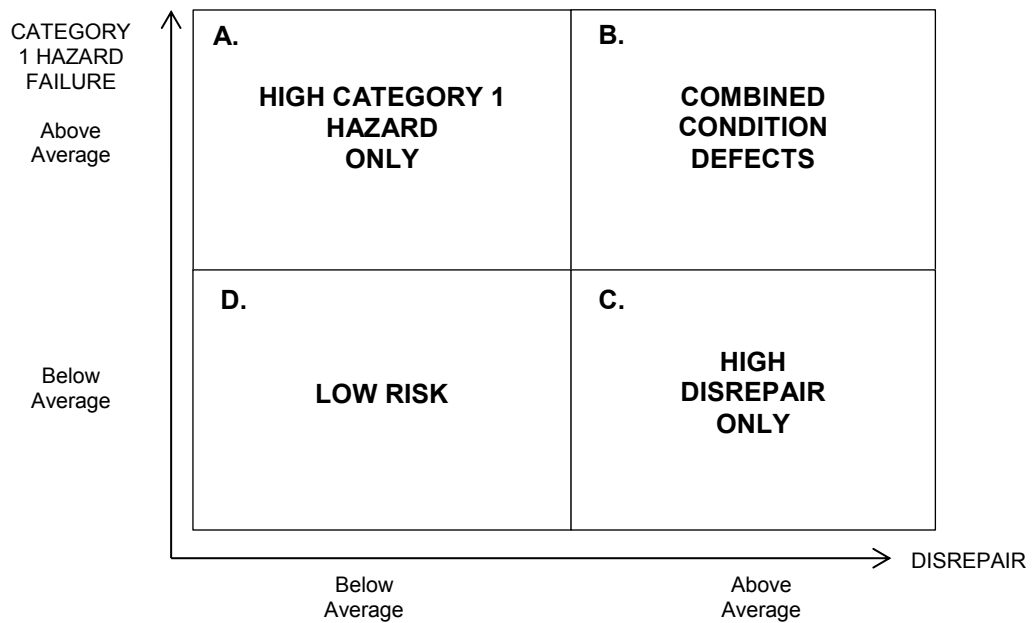 CATEGORY
1 HAZARD
FAILURE
Above
Average
A.
HIGH CATEGORY 1
HAZARD
ONLY
B.
COMBINED
CONDITION
DEFECTS
Below
Average
D.
LOW RISK
C.
HIGH
DISREPAIR
ONLY
DISREPAIR
Below
Average
Above
Average